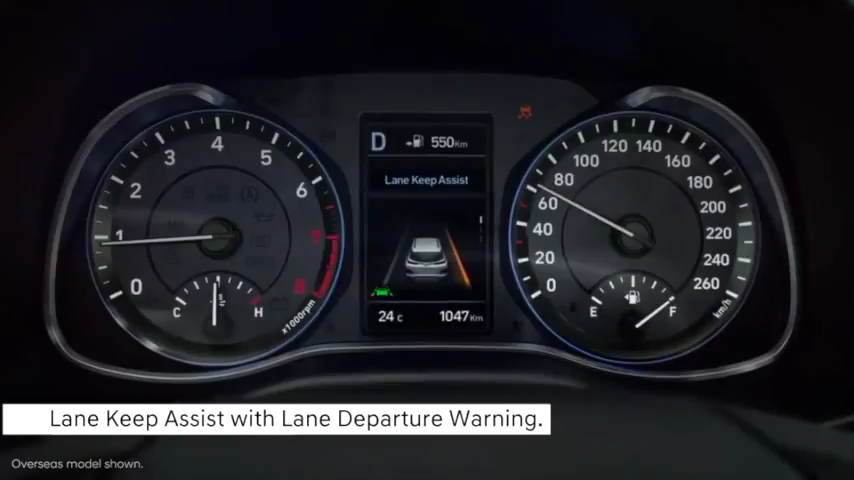 D 550Km
Lane Keep Assist
24 c 1047Km
0 1 2 3 4 5 6 7 8
x1000rpm
C H
0 20 40 60 80 100 120 140 160 180 200 220 240 260
km/h
E F
Lane Keep Assist with Lane Departure Warning.
Overseas model shown.